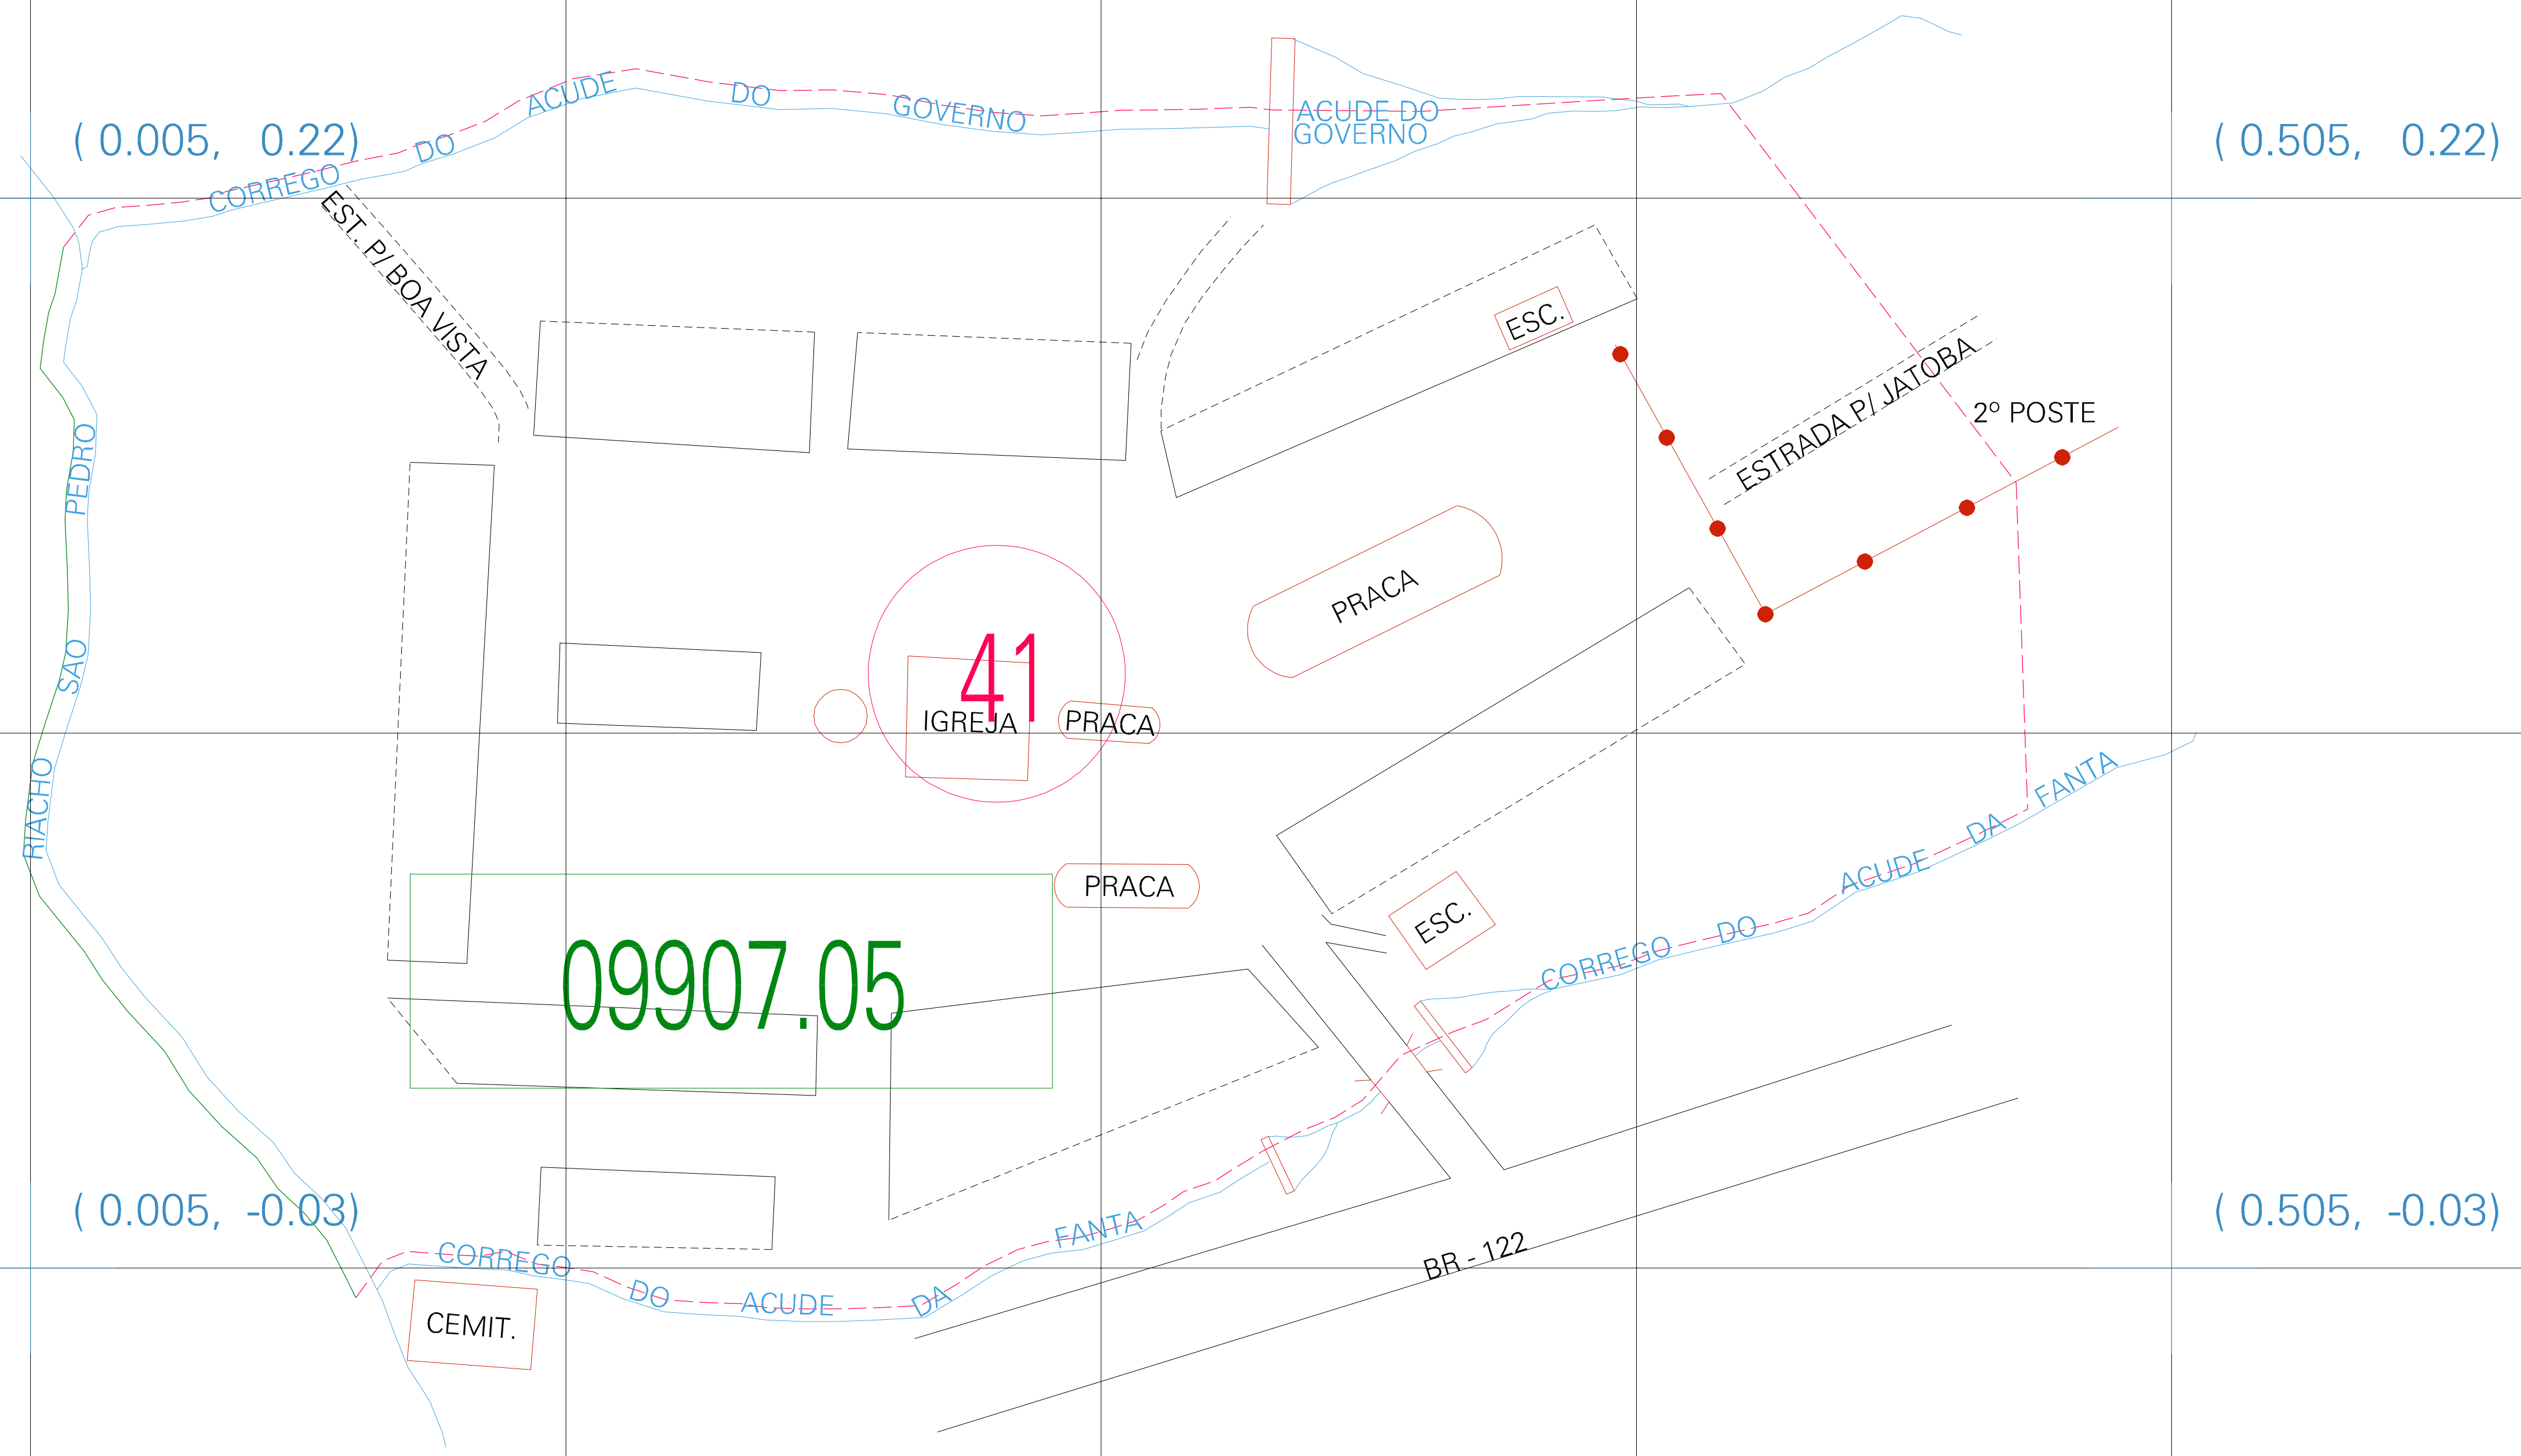 ACUDE DO GOVERNO
CORREGO DO ACUDE DO GOVERNO
( 0.005, 0.22)
( 0.505, 0.22)
EST. P/ BOA VISTA
ESC.
ESTRADA P/ JATOBA
2º POSTE
RIACHO SAO PEDRO
PRACA
41
IGREJA
PRACA
PRACA
ESC.
09907.05
CORREGO DO ACUDE DA FANTA
( 0.005, -0.03)
( 0.505, -0.03)
CORREGO DO ACUDE DA FANTA
BR - 122
CEMIT.